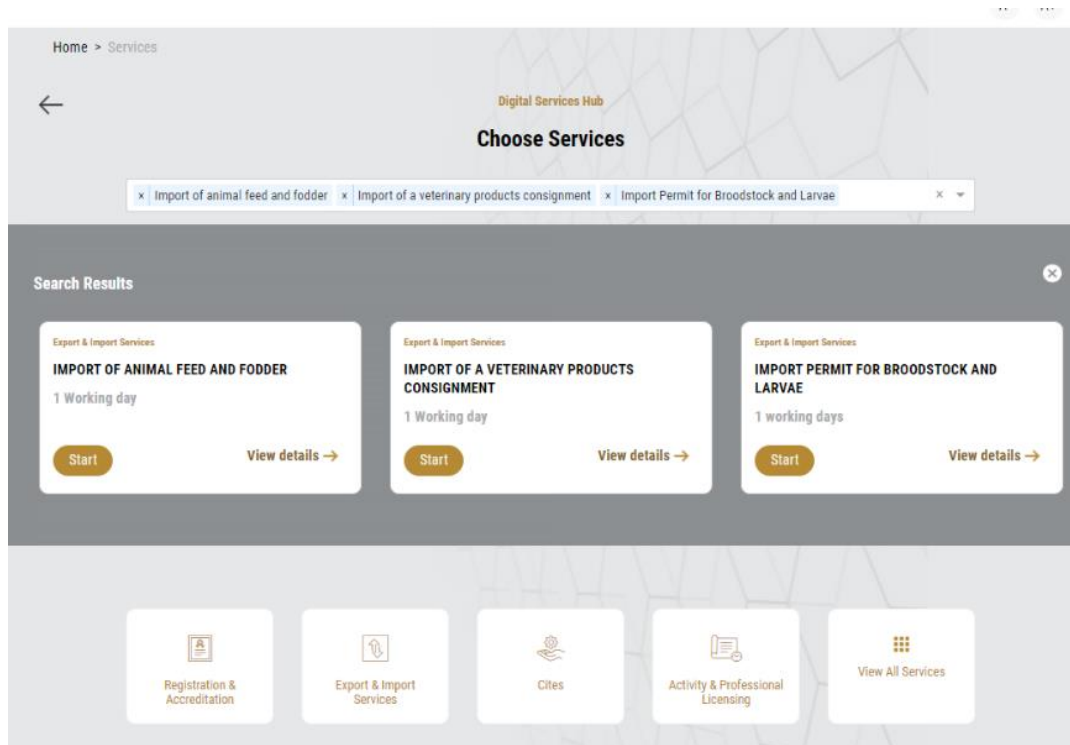 Home > Services
Digital Services Hub
Choose Services
× Import of animal feed and fodder × Import of a veterinary products consignment × Import Permit for Broodstock and Larvae ×
Search Results
Export & Import Services
IMPORT OF ANIMAL FEED AND FODDER
1 Working day
Start View details →
Export & Import Services
IMPORT OF A VETERINARY PRODUCTS
CONSIGNMENT
1 Working day
Start View details →
Export & Import Services
IMPORT PERMIT FOR BROODSTOCK AND
LARVAE
1 working days
Start View details →
Registration &
Accreditation
Export & Import
Services
Cites
Activity & Professional
Licensing
View All Services